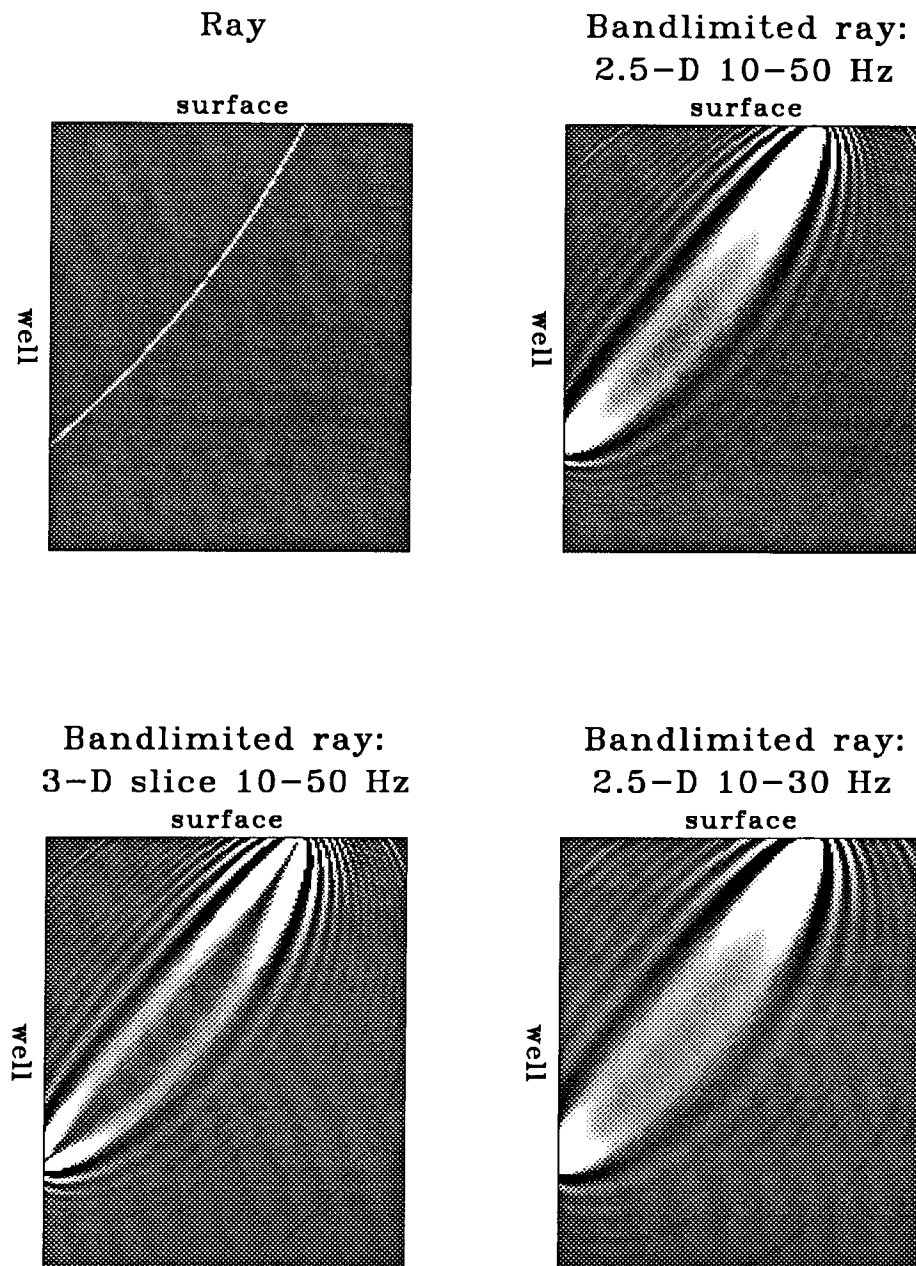 Ray
surface
well
Bandlimited ray:
2.5-D 10-50 Hz
surface
well
Bandlimited ray:
3-D slice 10-50 Hz
surface
well
Bandlimited ray:
2.5-D 10-30 Hz
surface
well